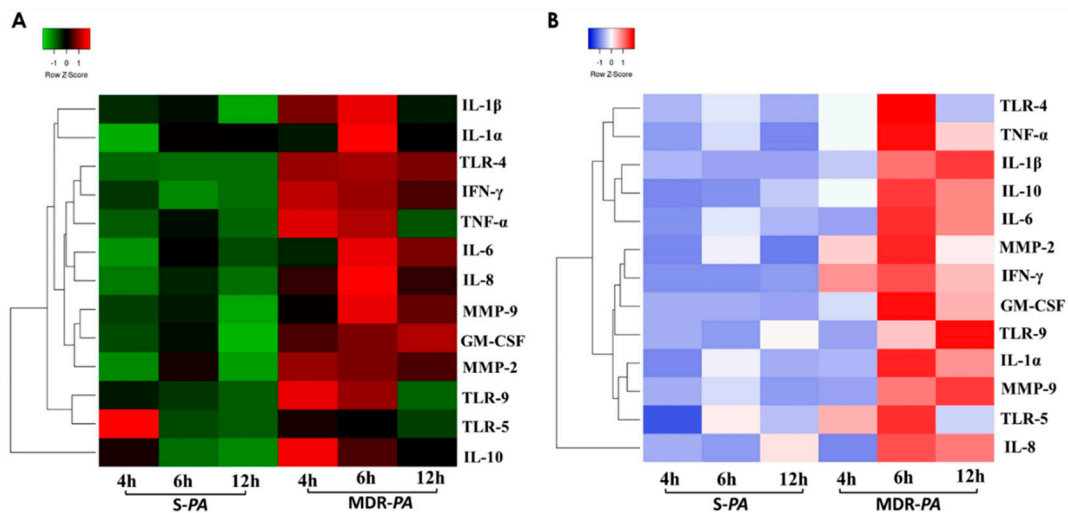 A
-1 0 1
Row Z-Score
IL-1β
IL-1α
TLR-4
IFN-γ
TNF-α
IL-6
IL-8
MMP-9
GM-CSF
MMP-2
TLR-9
TLR-5
IL-10
4h 6h 12h 4h 6h 12h
S-PA MDR-PA
B
-1 0 1
Row Z-Score
TLR-4
TNF-α
IL-1β
IL-10
IL-6
MMP-2
IFN-γ
GM-CSF
TLR-9
IL-1α
MMP-9
TLR-5
IL-8
4h 6h 12h 4h 6h 12h
S-PA MDR-PA